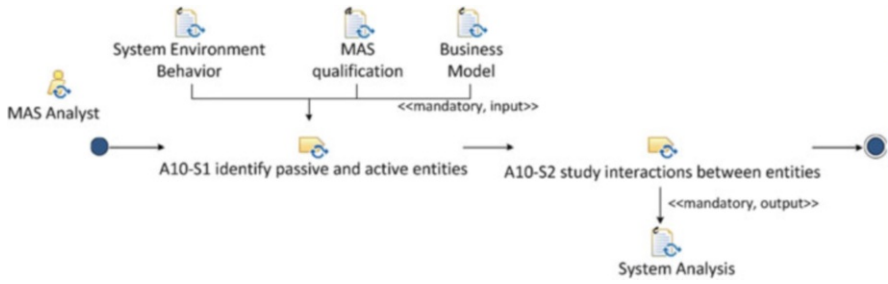 System Environment
Behavior
MAS
qualification
Business
Model
MAS Analyst
<<mandatory, input>>
A10-S1 identify passive and active entities
A10-S2 study interactions between entities
<<mandatory, output>>
System Analysis